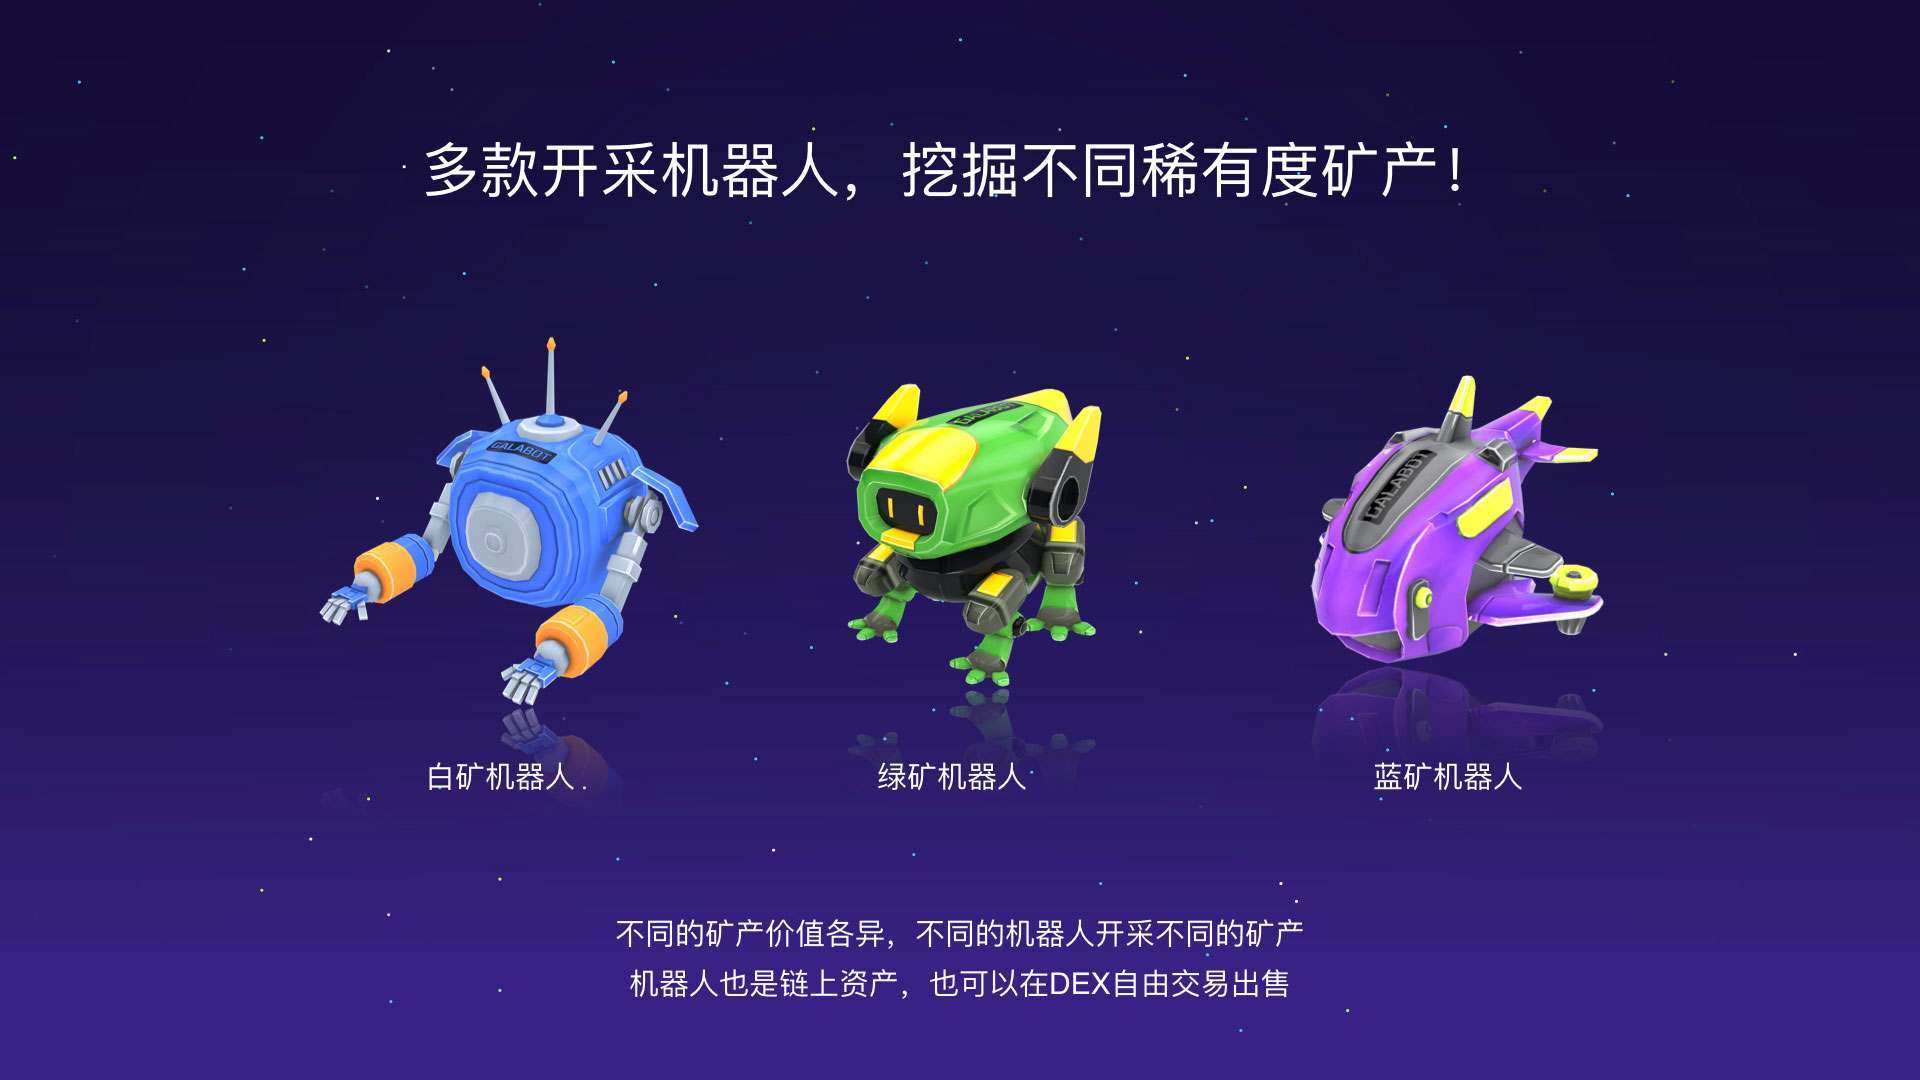 多款开采机器人，挖掘不同稀有度矿产！
GALABOT
GALABOT
GALABOT
白矿机器人
绿矿机器人
蓝矿机器人
不同的矿产价值各异，不同的机器人开采不同的矿产
机器人也是链上资产，也可以在DEX自由交易出售